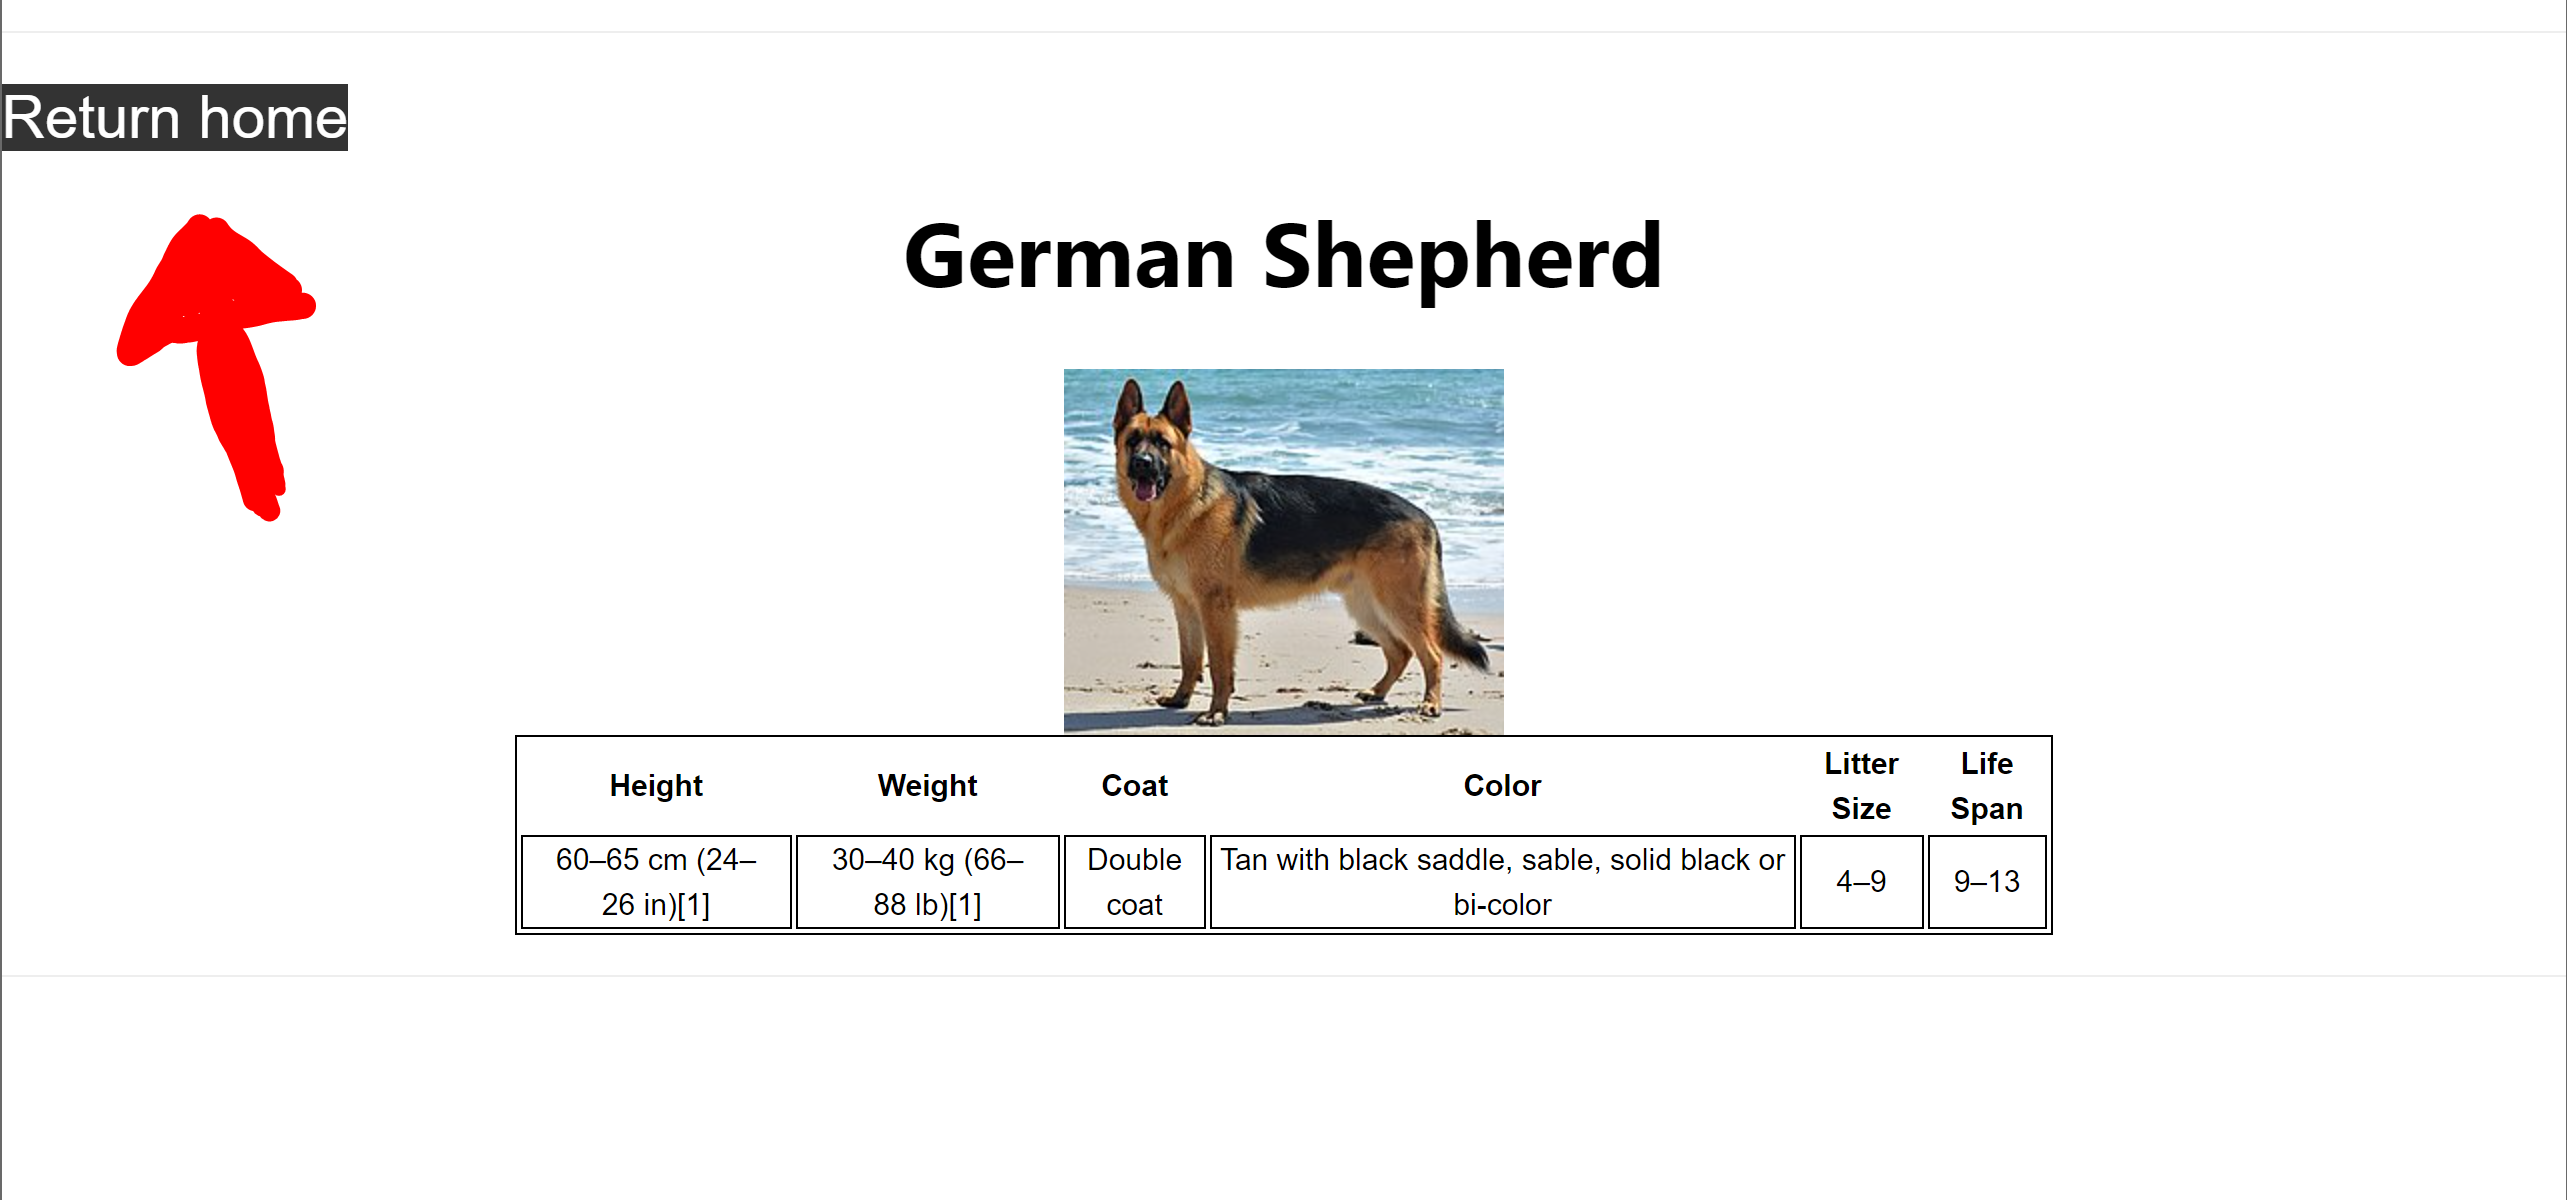 Return home
German Shepherd
Height Weight Coat Color Litter Size Life Span
60–65 cm (24–
26 in)[1]
30–40 kg (66–
88 lb)[1]
Double
coat
Tan with black saddle, sable, solid black or
bi-color
4–9
9–13